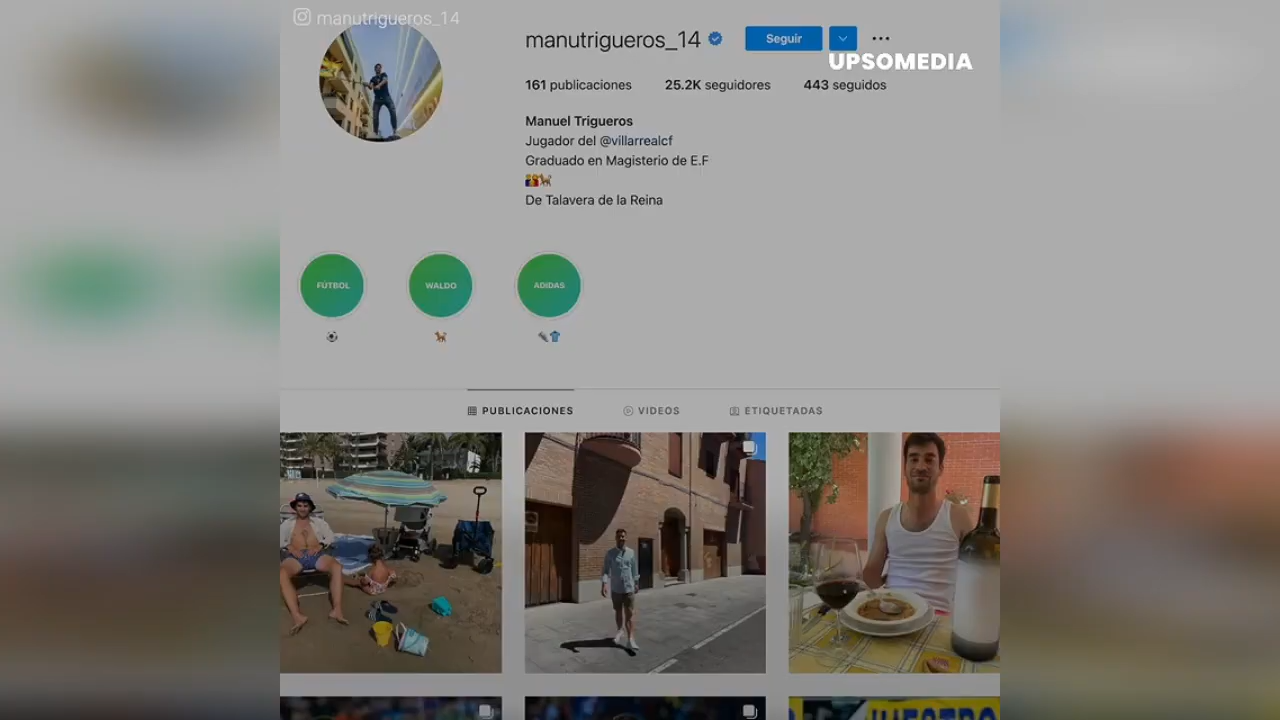 manutrigueros_14
manutrigueros_14
Seguir
UPSOMEDIA
161 publicaciones
25.2K seguidores
443 seguidos
Manuel Trigueros
Jugador del @villarrealcf
Graduado en Magisterio de E.F
De Talavera de la Reina
FÚTBOL
WALDO
ADIDAS
PUBLICACIONES
VIDEOS
ETIQUETADAS